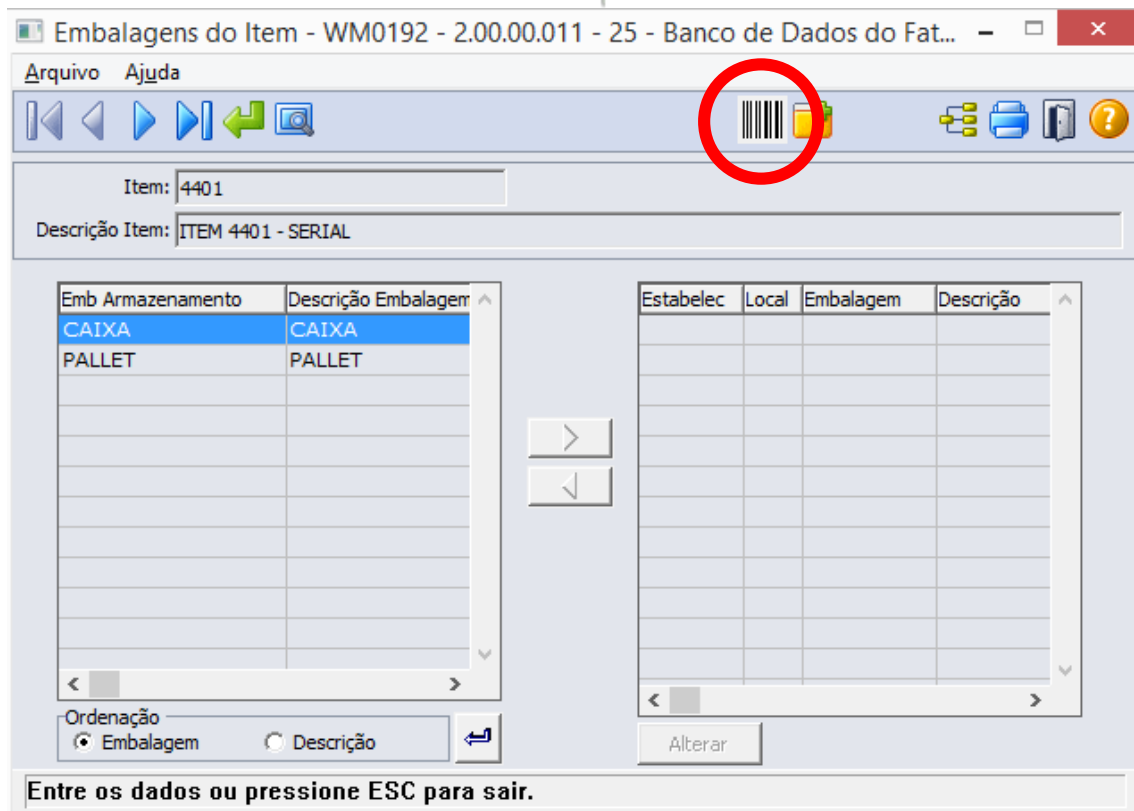 Embalagens do Item - WM0192 - 2.00.00.011 - 25 - Banco de Dados do Fat...
Arquivo Ajuda
Item: 4401
Descrição Item: ITEM 4401 - SERIAL
Emb Armazenamento Descrição Embalagem
CAIXA CAIXA
PALLET PALLET
Estabelec Local Embalagem Descrição
Ordenação
Embalagem Descrição
Alterar
Entre os dados ou pressione ESC para sair.